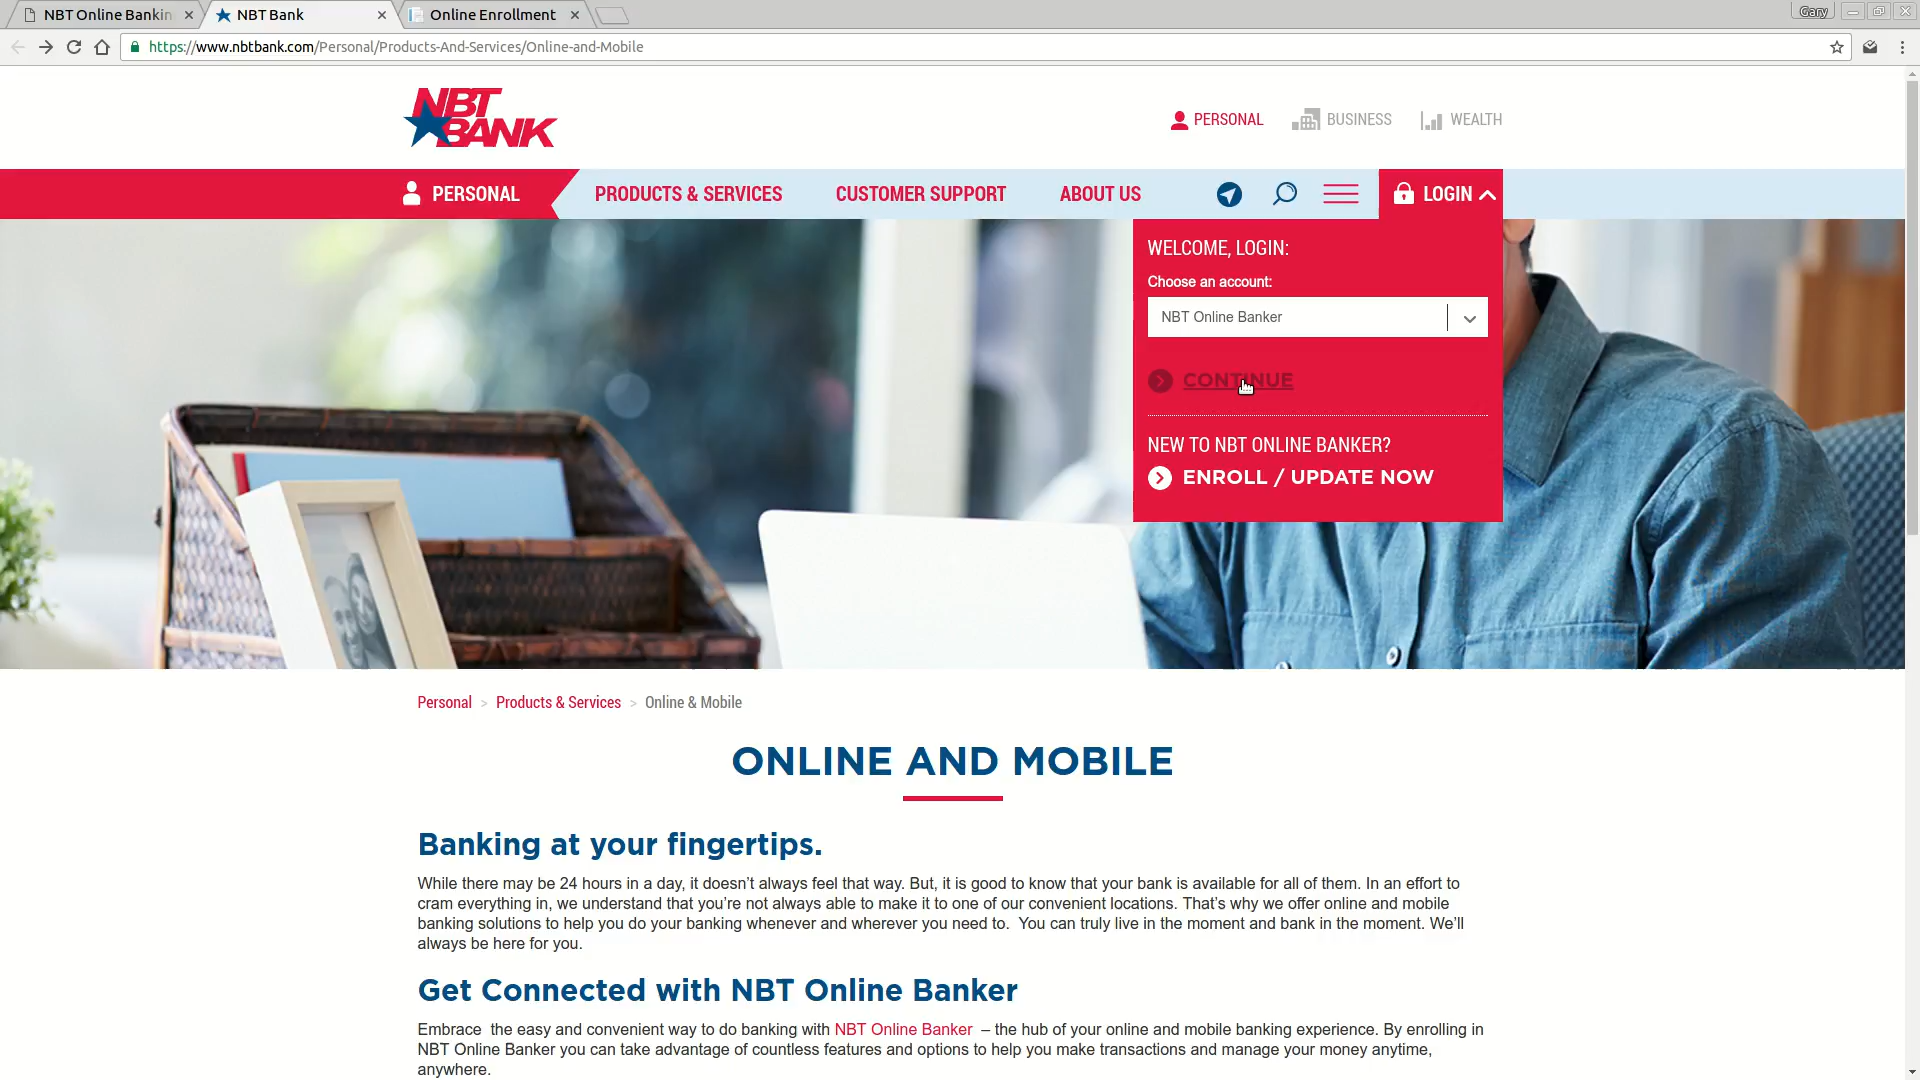 NBT Online Bankin
NBT Bank
Online Enrollment
Gary
https://www.nbtbank.com/Personal/Products-And-Services/Online-and-Mobile
NBT
BANK
PERSONAL
BUSINESS
WEALTH
PERSONAL
PRODUCTS & SERVICES
CUSTOMER SUPPORT
ABOUT US
LOGIN
WELCOME, LOGIN:
Choose an account:
NBT Online Banker
CONTINUE
NEW TO NBT ONLINE BANKER?
ENROLL / UPDATE NOW
Personal > Products & Services > Online & Mobile
ONLINE AND MOBILE
Banking at your fingertips.
While there may be 24 hours in a day, it doesn’t always feel that way. But, it is good to know that your bank is available for all of them. In an effort to
cram everything in, we understand that you’re not always able to make it to one of our convenient locations. That’s why we offer online and mobile
banking solutions to help you do your banking whenever and wherever you need to.  You can truly live in the moment and bank in the moment. We’ll
always be here for you.
Get Connected with NBT Online Banker
Embrace  the easy and convenient way to do banking with NBT Online Banker  – the hub of your online and mobile banking experience. By enrolling in
NBT Online Banker you can take advantage of countless features and options to help you make transactions and manage your money anytime,
anywhere.